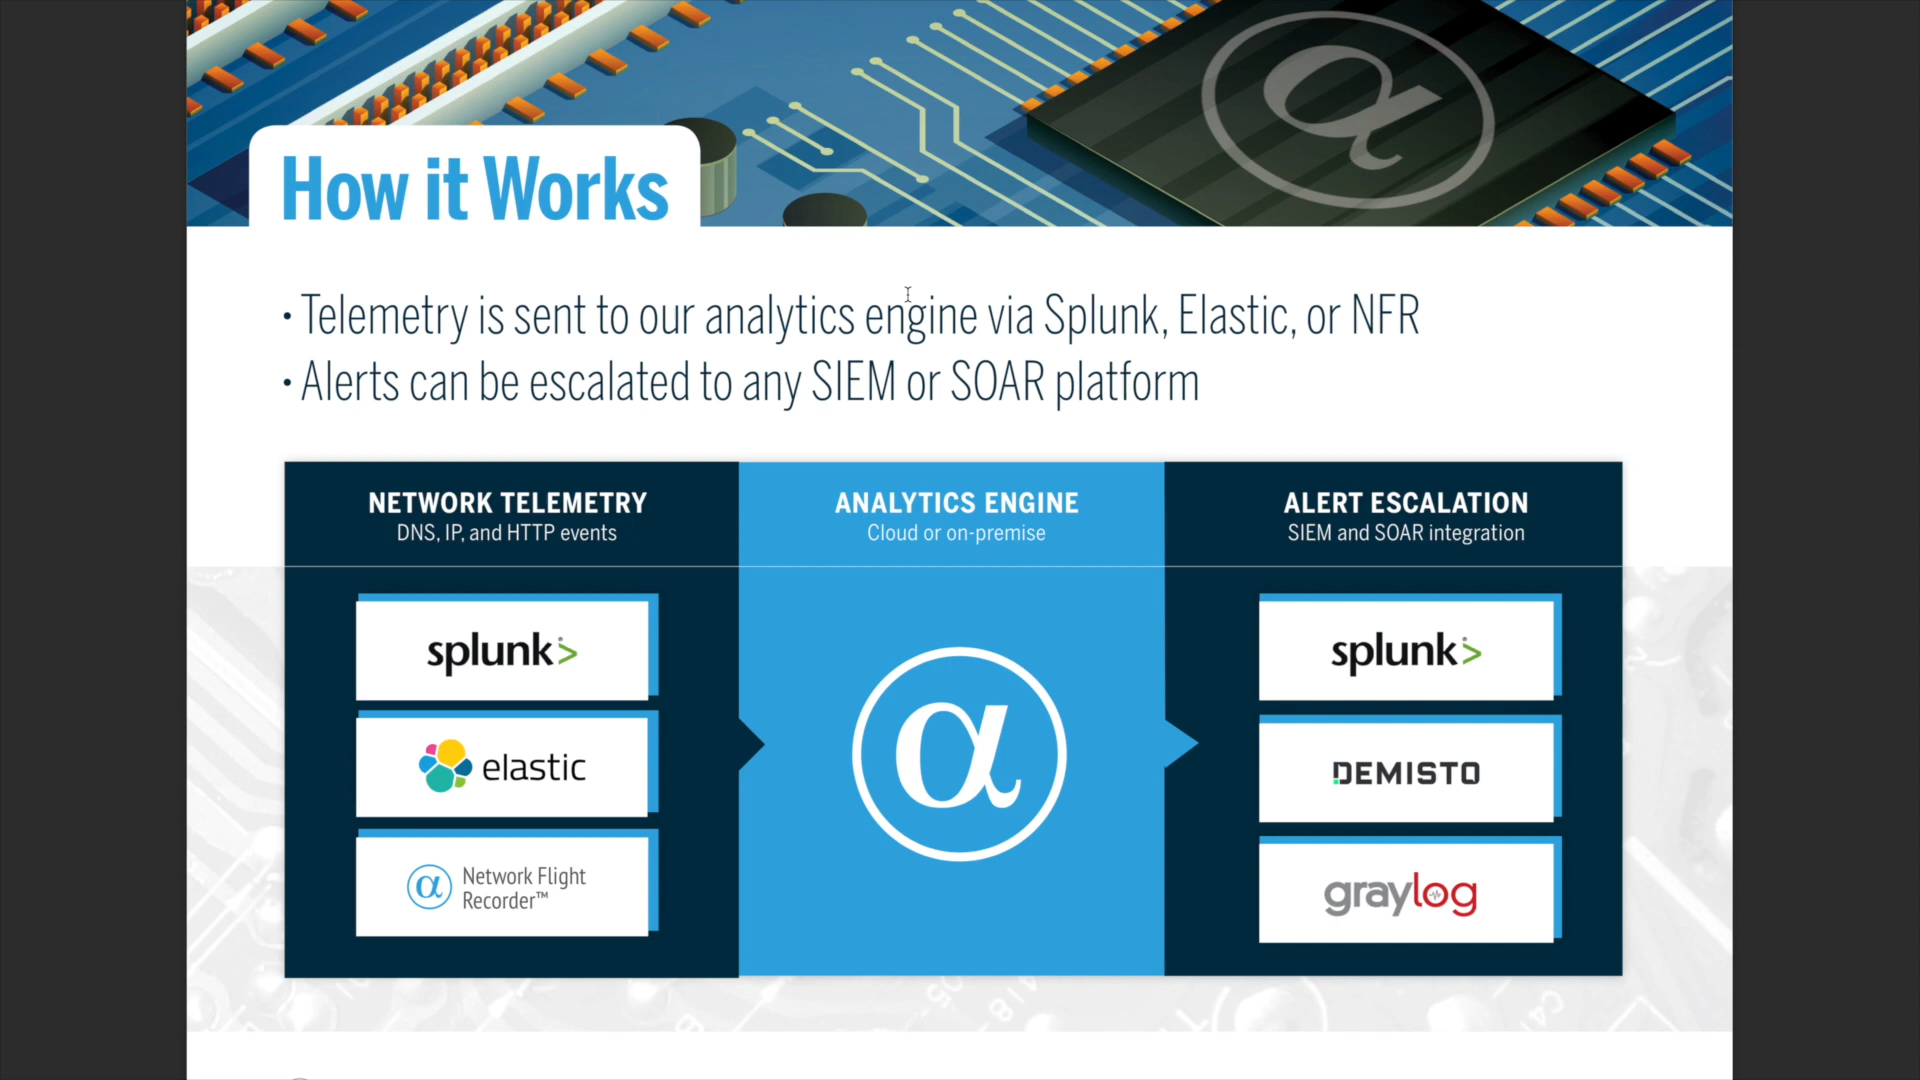 α
How it Works
• Telemetry is sent to our analytics engine via Splunk, Elastic, or NFR
• Alerts can be escalated to any SIEM or SOAR platform
NETWORK TELEMETRY
DNS, IP, and HTTP events
splunk>
elastic
α Network Flight
Recorder™
ANALYTICS ENGINE
Cloud or on-premise
α
ALERT ESCALATION
SIEM and SOAR integration
splunk>
DEMISTO
graylog